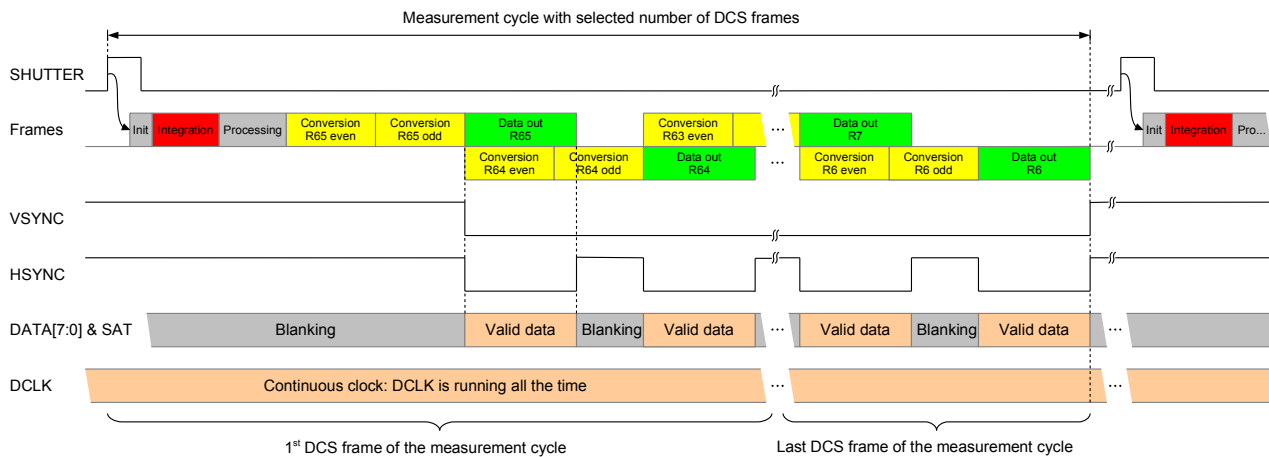 Measurement cycle with selected number of DCS frames
SHUTTER
Frames
Init
Integration
Processing
Conversion
R65 even
Conversion
R65 odd
Data out
R65
Conversion
R63 even
...
Data out
R7
Init
Integration
Pro...
Conversion
R64 even
Conversion
R64 odd
Data out
R64
...
Conversion
R6 even
Conversion
R6 odd
Data out
R6
VSYNC
HSYNC
DATA[7:0] & SAT
Blanking
Valid data
Blanking
Valid data
...
Valid data
Blanking
Valid data
...
DCLK
Continuous clock: DCLK is running all the time
...
...
1st DCS frame of the measurement cycle
Last DCS frame of the measurement cycle